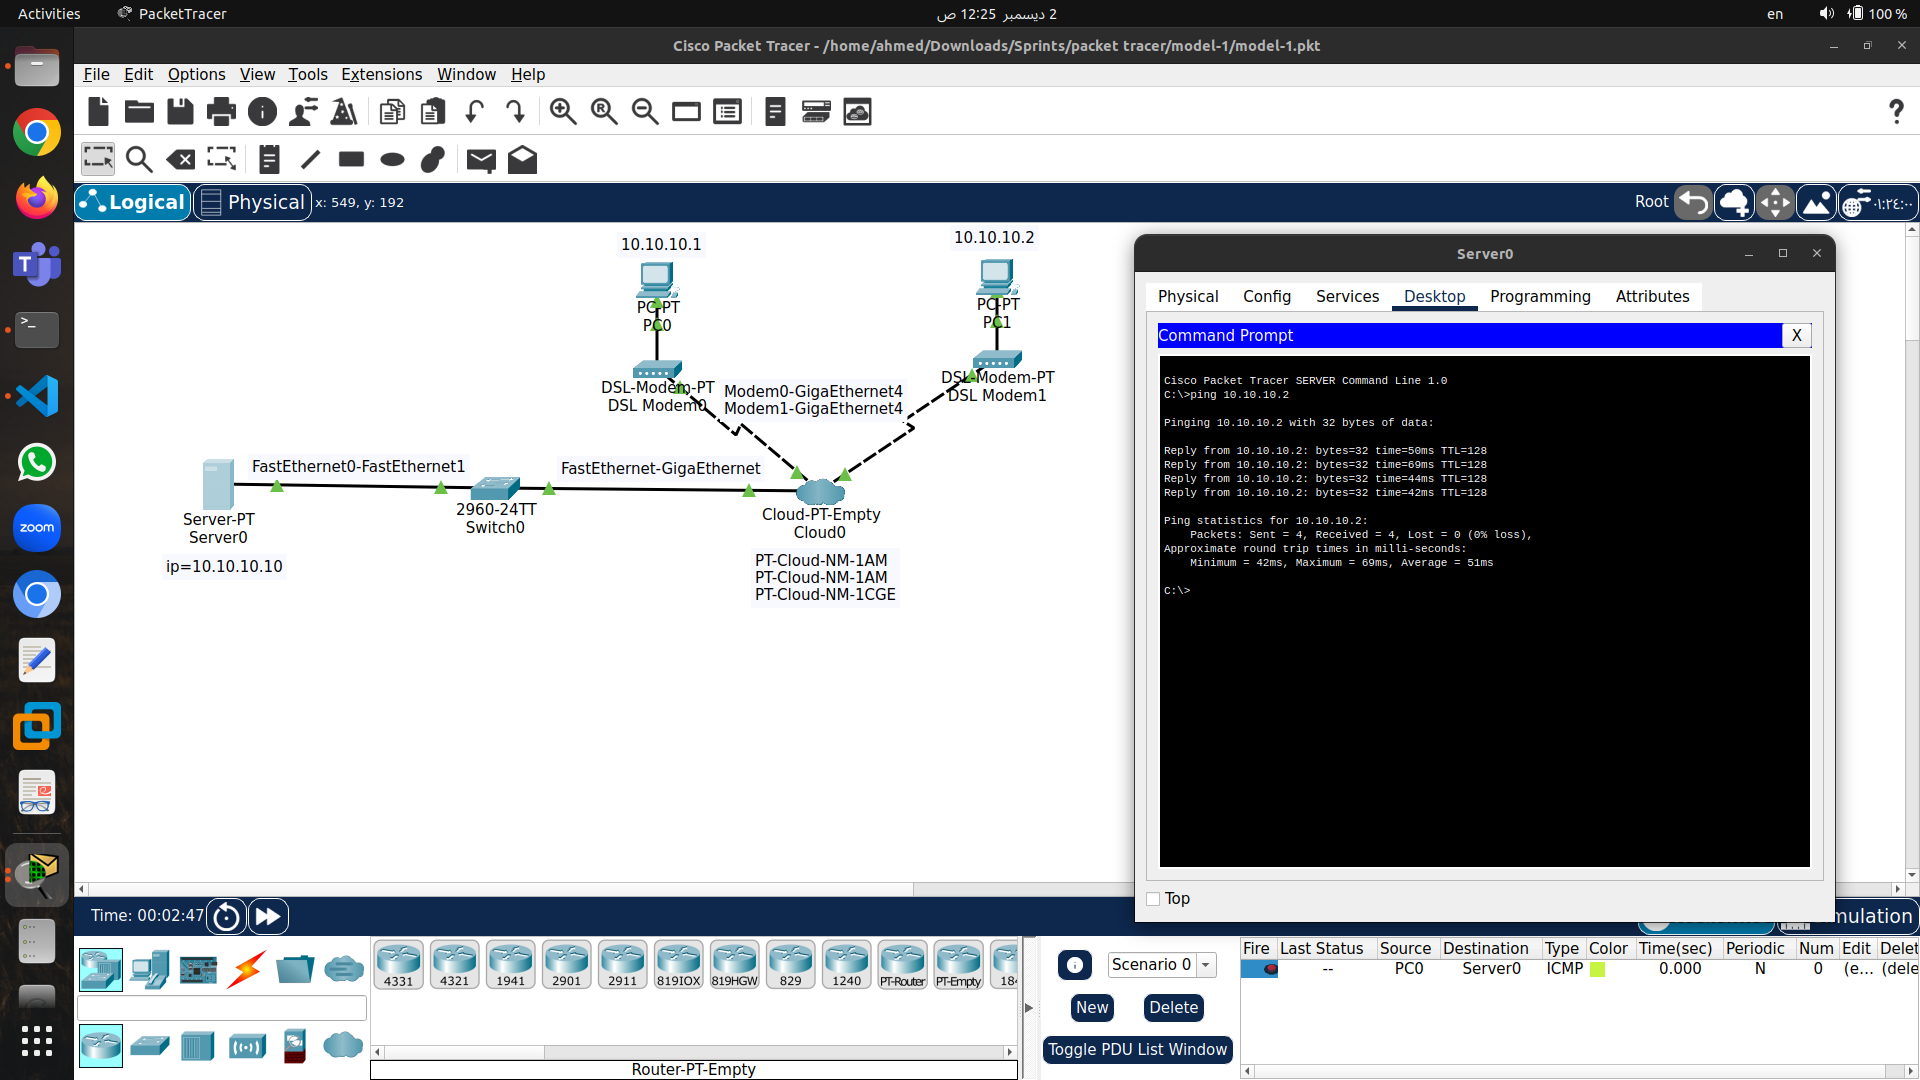 Activities
PacketTracer
2 ديسمبر 12:25 ص
en
100 %
Cisco Packet Tracer - /home/ahmed/Downloads/Sprints/packet tracer/model-1/model-1.pkt
File Edit Options View Tools Extensions Window Help
Logical
Physical
x: 549, y: 192
Root
٠١:٢٤:٠٠
10.10.10.1
10.10.10.2
PC-PT
PC0
PC-PT
PC1
DSL-Modem-PT
DSL Modem0
Modem0-GigaEthernet4
Modem1-GigaEthernet4
DSL-Modem-PT
DSL Modem1
FastEthernet0-FastEthernet1
FastEthernet-GigaEthernet
Server-PT
Server0
2960-24TT
Switch0
Cloud-PT-Empty
Cloud0
ip=10.10.10.10
PT-Cloud-NM-1AM
PT-Cloud-NM-1AM
PT-Cloud-NM-1CGE
Server0
Physical Config Services Desktop Programming Attributes
Command Prompt
X
Cisco Packet Tracer SERVER Command Line 1.0
C:\>ping 10.10.10.2
Pinging 10.10.10.2 with 32 bytes of data:
Reply from 10.10.10.2: bytes=32 time=50ms TTL=128
Reply from 10.10.10.2: bytes=32 time=69ms TTL=128
Reply from 10.10.10.2: bytes=32 time=44ms TTL=128
Reply from 10.10.10.2: bytes=32 time=42ms TTL=128
Ping statistics for 10.10.10.2:
Packets: Sent = 4, Received = 4, Lost = 0 (0% loss),
Approximate round trip times in milli-seconds:
Minimum = 42ms, Maximum = 69ms, Average = 51ms
C:\>
Top
Time: 00:02:47
4331 4321 1941 2901 2911 819IOX 819HGW 829 1240 PT-Router PT-Empty 184
Router-PT-Empty
Scenario 0
New
Delete
Toggle PDU List Window
Fire Last Status Source Destination Type Color Time(sec) Periodic Num Edit Delet
-- PC0 Server0 ICMP 0.000 N 0 (e... (dele
zoom